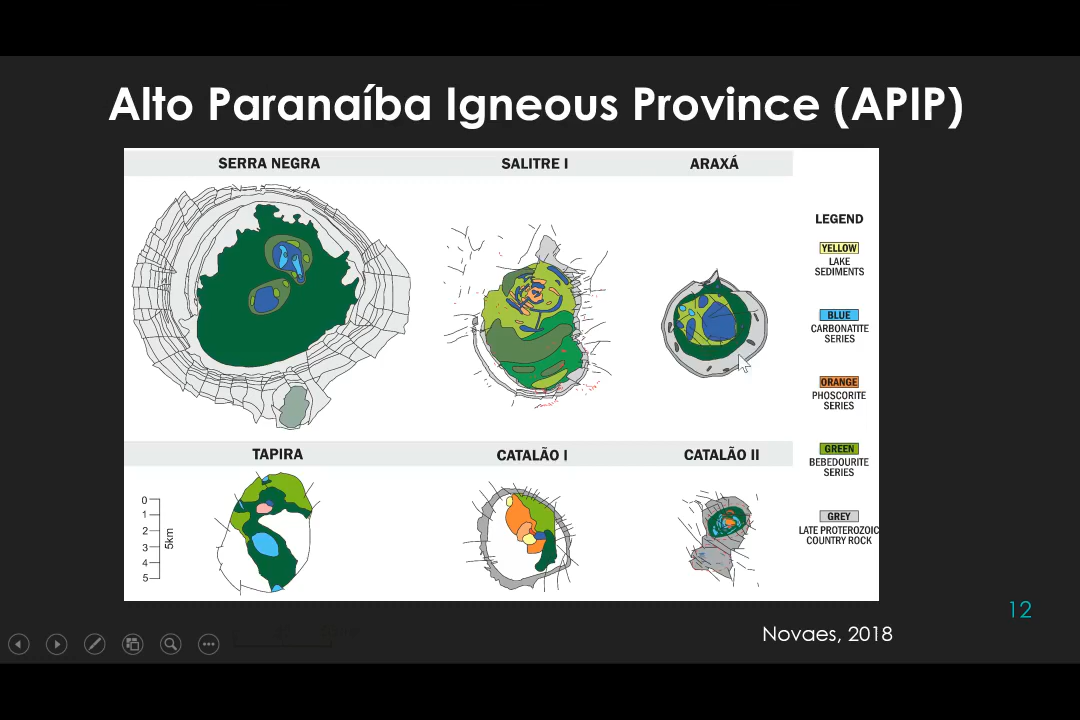 Alto Paranaíba Igneous Province (APIP)
SERRA NEGRA
SALITRE I
ARAXÁ
LEGEND
YELLOW
LAKE
SEDIMENTS
BLUE
CARBONATITE
SERIES
ORANGE
PHOSCORITE
SERIES
GREEN
BEBEDOURITE
SERIES
GREY
LATE PROTEROZOIC
COUNTRY ROCK
TAPIRA
CATALÃO I
CATALÃO II
0
1
2
3
4
5
5km
12
Novaes, 2018